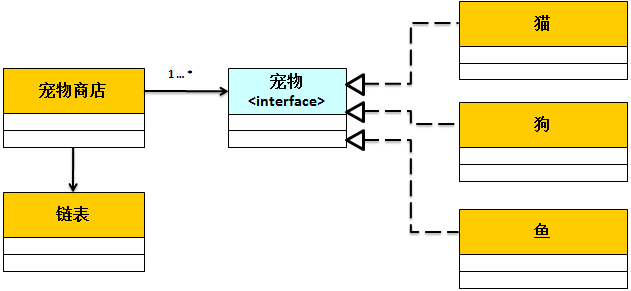 猫
1...*
宠物
<interface>
宠物商店
狗
链表
鱼